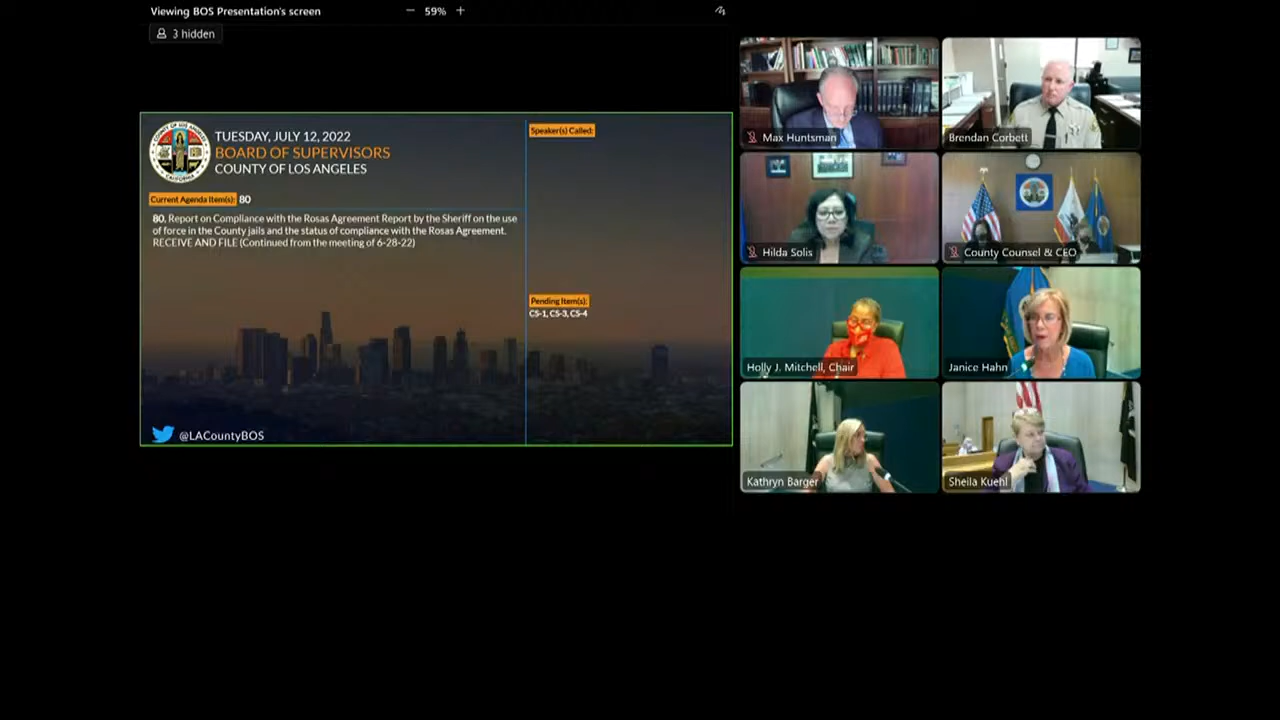 Viewing BOS Presentation's screen
59%
3 hidden
TUESDAY, JULY 12, 2022
BOARD OF SUPERVISORS
COUNTY OF LOS ANGELES
Current Agenda Item(s): 80
80. Report on Compliance with the Rosas Agreement Report by the Sheriff on the use
of force in the County jails and the status of compliance with the Rosas Agreement.
RECEIVE AND FILE (Continued from the meeting of 6-28-22)
Speaker(s) Called:
Pending Item(s):
CS-1, CS-3, CS-4
@LACountyBOS
Max Huntsman
Brendan Corbett
Hilda Solis
County Counsel & CEO
Holly J. Mitchell, Chair
Janice Hahn
Kathryn Barger
Sheila Kuehl